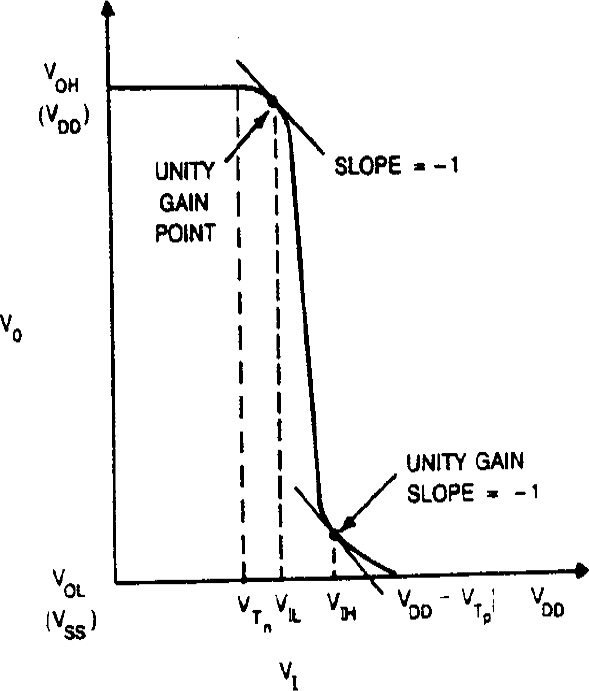 V_OH
(V_DD)
UNITY
GAIN
POINT
SLOPE = -1
V_0
UNITY GAIN
SLOPE = -1
V_OL
(V_SS)
V_Tn V_IL V_IH V_DD - V_Tp| V_DD
V_I